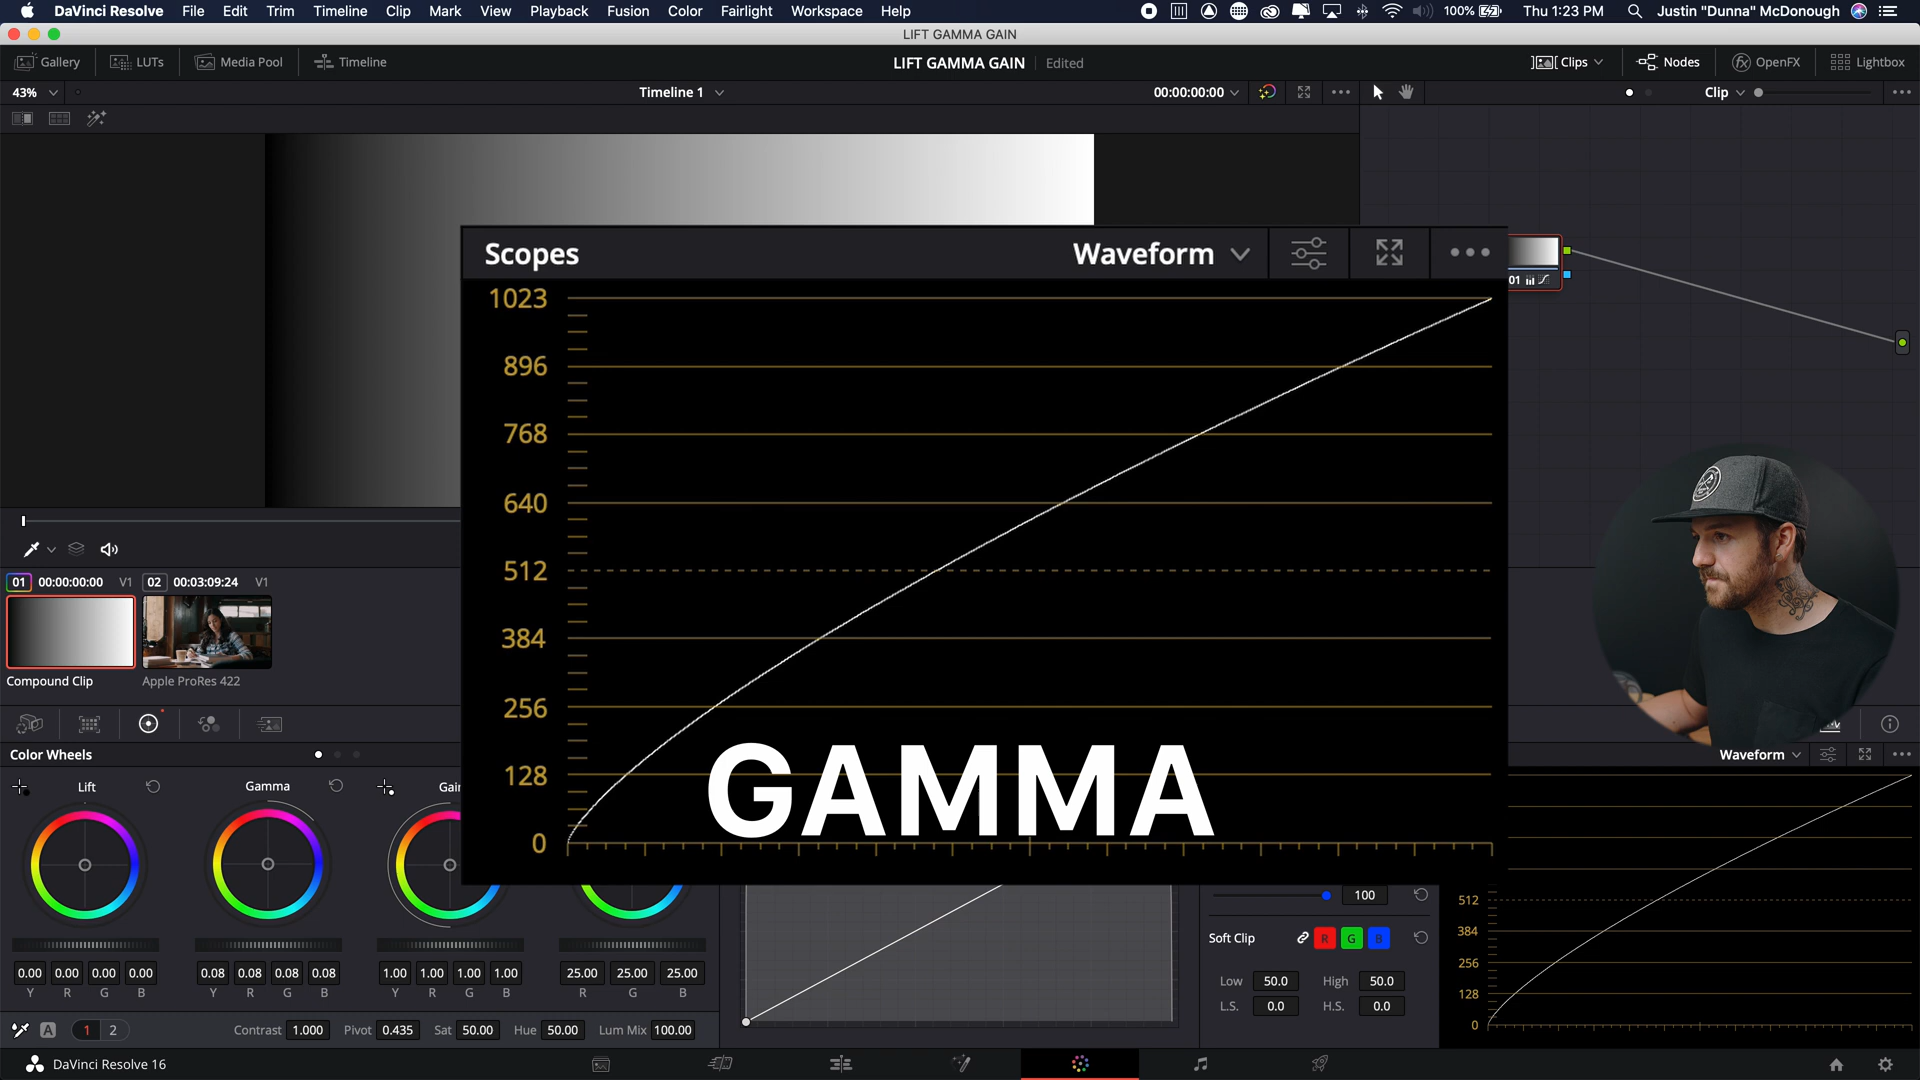 DaVinci Resolve File Edit Trim Timeline Clip Mark View Playback Fusion Color Fairlight Workspace Help 100% Thu 1:23 PM Justin "Dunna" McDonough
LIFT GAMMA GAIN
Gallery LUTs Media Pool Timeline LIFT GAMMA GAIN Edited Clips Nodes OpenFX Lightbox
43% Timeline 1 00:00:00:00 Clip
Scopes Waveform
1023
896
768
640
512
384
256
128
0
GAMMA
01
01 00:00:00:00 V1 02 00:03:09:24 V1
Compound Clip Apple ProRes 422
Color Wheels
Waveform
Lift Gamma Gai
0.00 0.00 0.00 0.00 0.08 0.08 0.08 0.08 1.00 1.00 1.00 1.00 25.00 25.00 25.00
Y R G B Y R G B Y R G B R G B
A 1 2 Contrast 1.000 Pivot 0.435 Sat 50.00 Hue 50.00 Lum Mix 100.00
100
Soft Clip R G B
Low 50.0 High 50.0
L.S. 0.0 H.S. 0.0
512
384
256
128
0
DaVinci Resolve 16